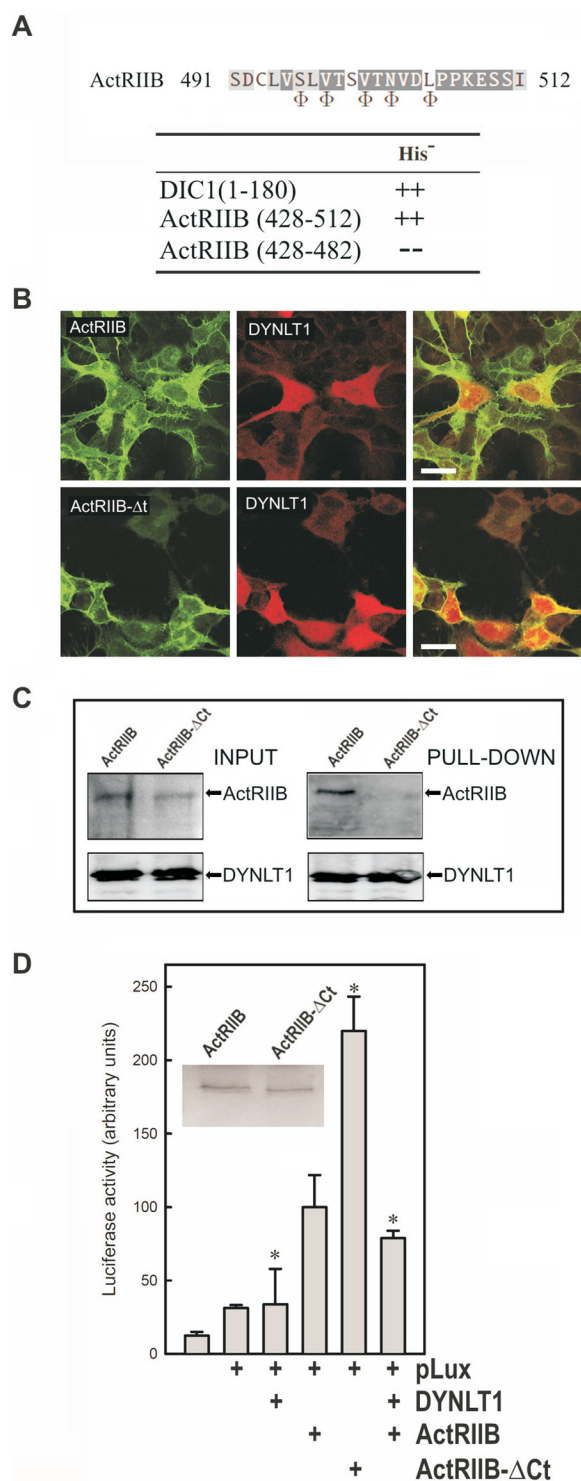 A
ActRIIB 491 SDCLVSLVTSVTNVDLPPKESSI 512
Φ Φ Φ Φ Φ
His⁻
DIC1(1-180) ++
ActRIIB (428-512) ++
ActRIIB (428-482) --
B
ActRIIB DYNLT1
ActRIIB-Δt DYNLT1
C
ActRIIB ActRIIB-ΔCt INPUT ActRIIB ActRIIB-ΔCt PULL-DOWN
ActRIIB ActRIIB
DYNLT1 DYNLT1
D
Luciferase activity (arbitrary units)
250
200
150
100
50
0
ActRIIB ActRIIB-ΔCt
*
*
*
+ + + + + pLux
+ + DYNLT1
+ + ActRIIB
+ ActRIIB-ΔCt